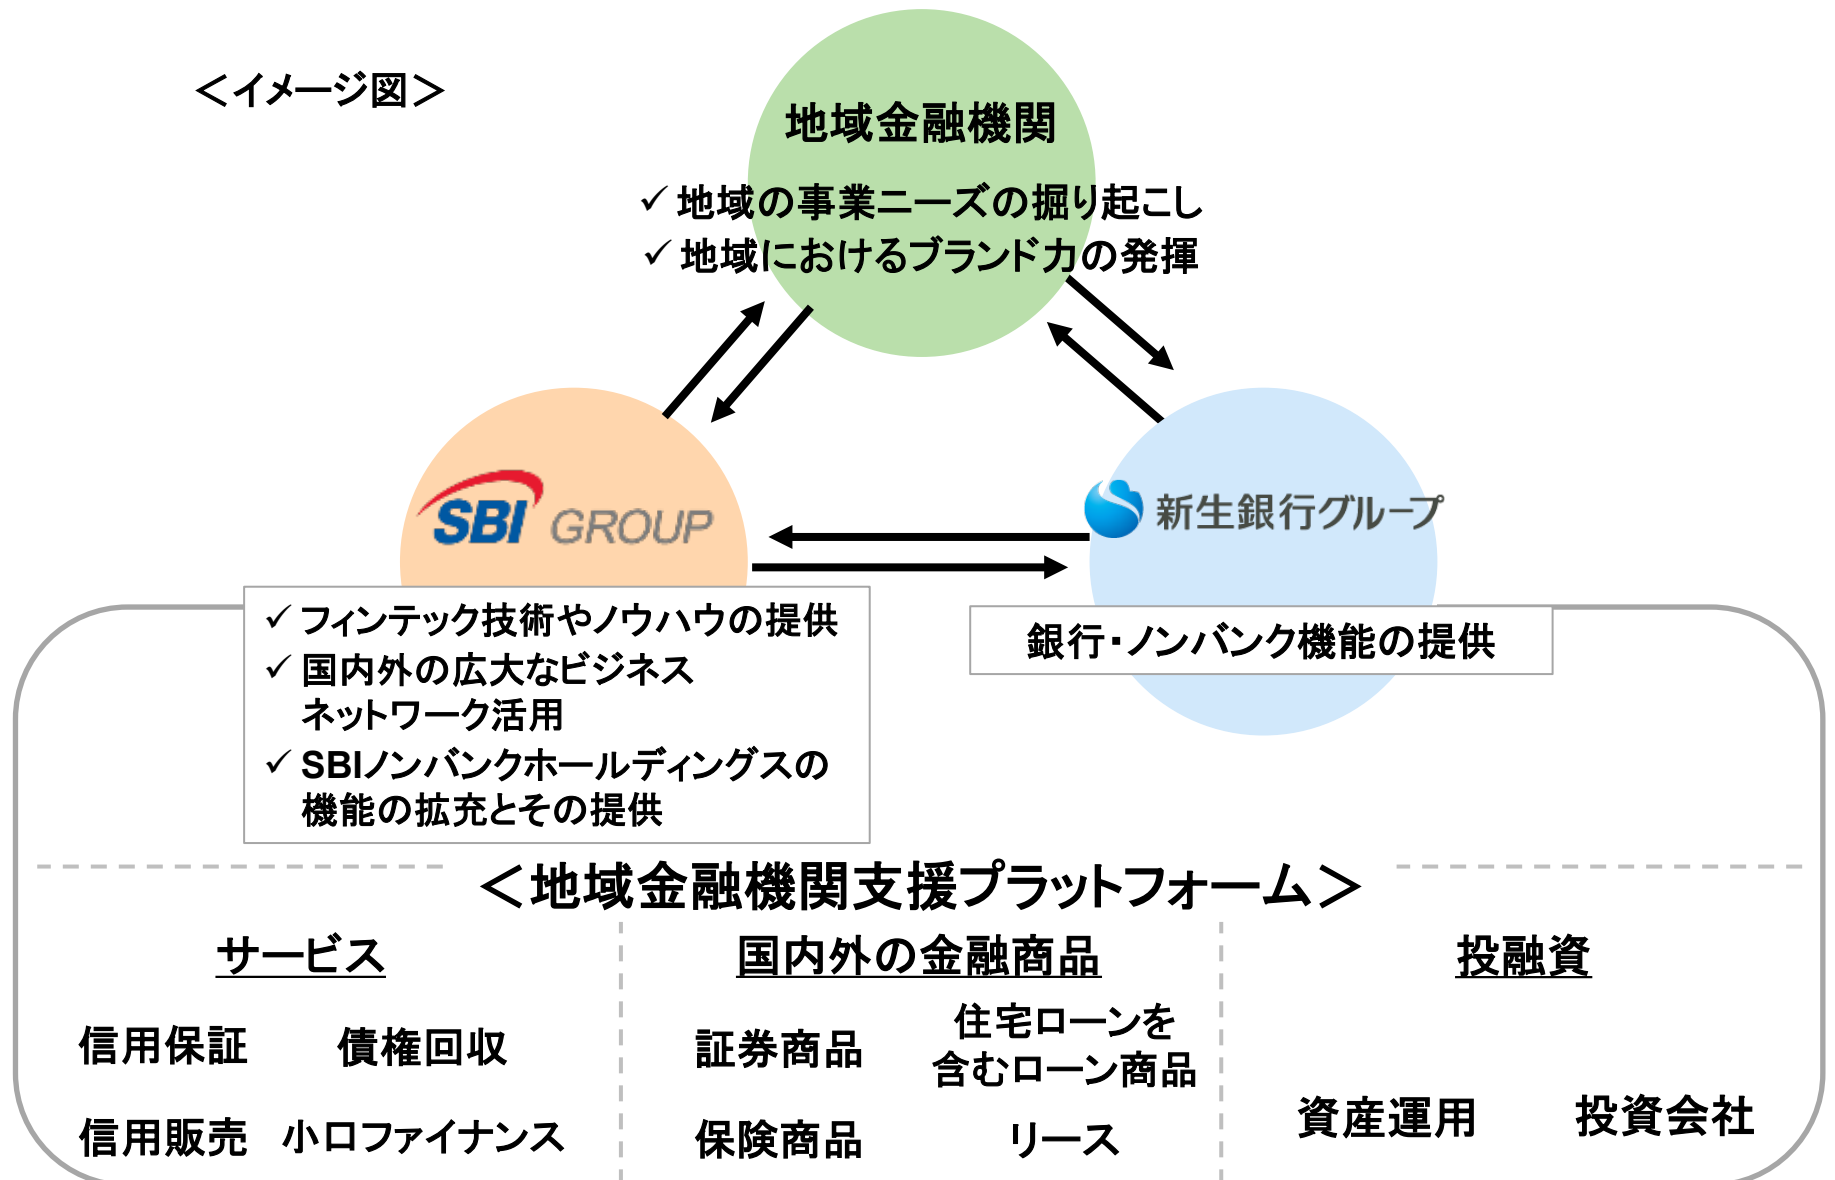 ＜イメージ図＞
地域金融機関
✓ 地域の事業ニーズの掘り起こし
✓ 地域におけるブランド力の発揮
SBI GROUP
新生銀行グループ
✓ フィンテック技術やノウハウの提供
✓ 国内外の広大なビジネス
ネットワーク活用
✓ SBIノンバンクホールディングスの
機能の拡充とその提供
銀行・ノンバンク機能の提供
＜地域金融機関支援プラットフォーム＞
サービス
信用保証 債権回収
信用販売 小口ファイナンス
国内外の金融商品
証券商品
住宅ローンを
含むローン商品
保険商品 リース
投融資
資産運用 投資会社